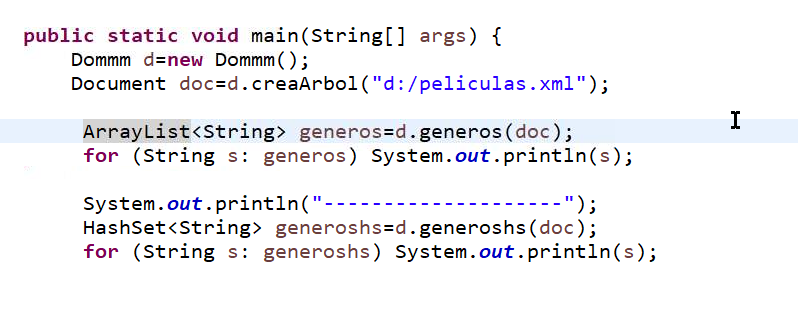 public static void main(String[] args) {
Dommm d=new Dommm();
Document doc=d.creaArbol("d:/peliculas.xml");
ArrayList<String> generos=d.generos(doc);
for (String s: generos) System.out.println(s);
System.out.println("--------------------");
HashSet<String> generoshs=d.generoshs(doc);
for (String s: generoshs) System.out.println(s);